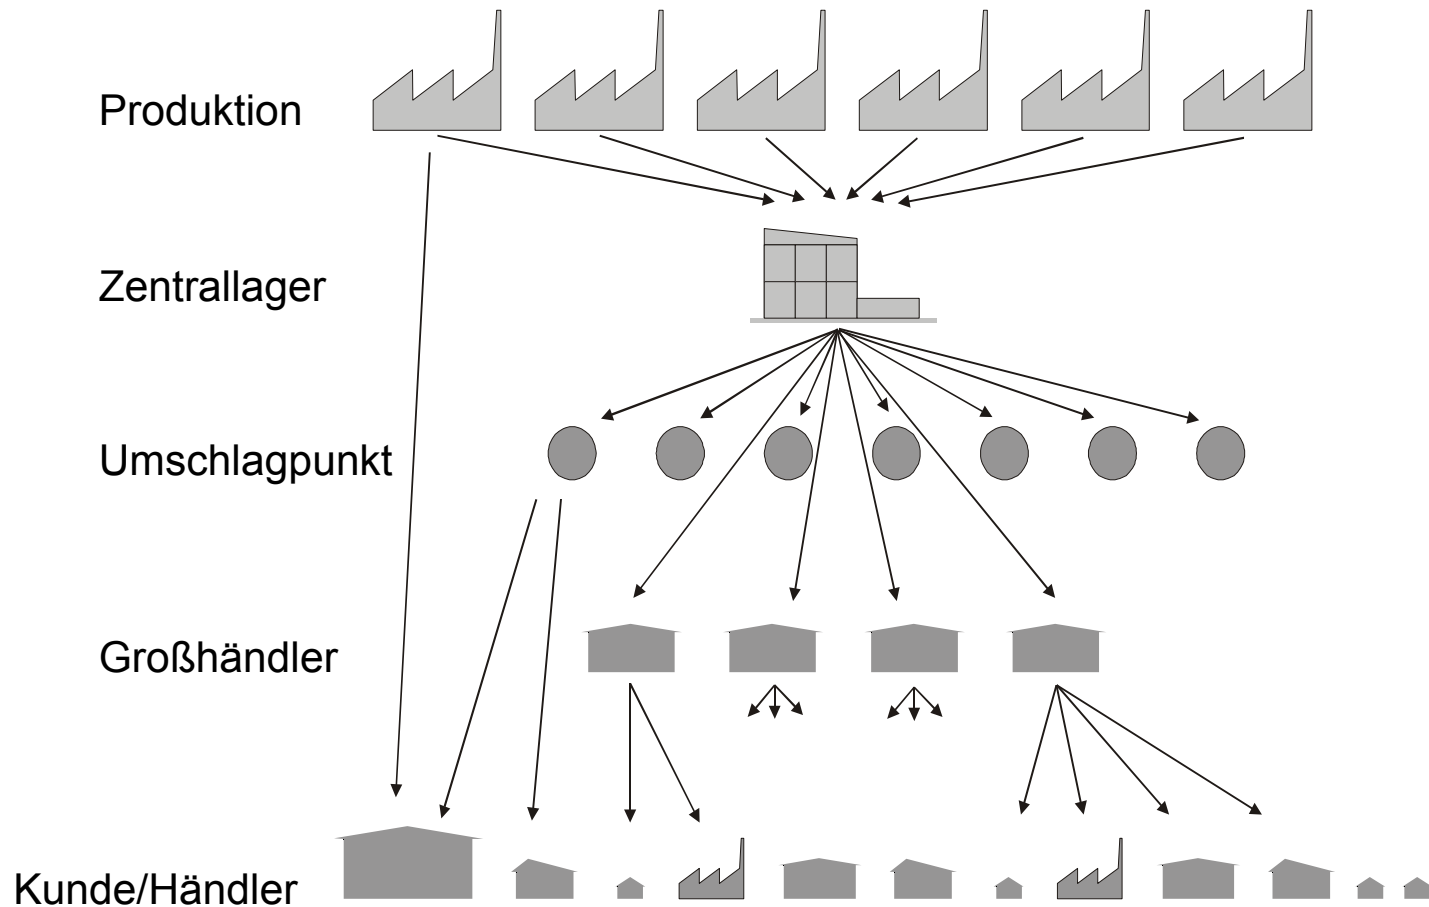 Produktion
Zentrallager
Umschlagpunkt
Großhändler
Kunde/Händler